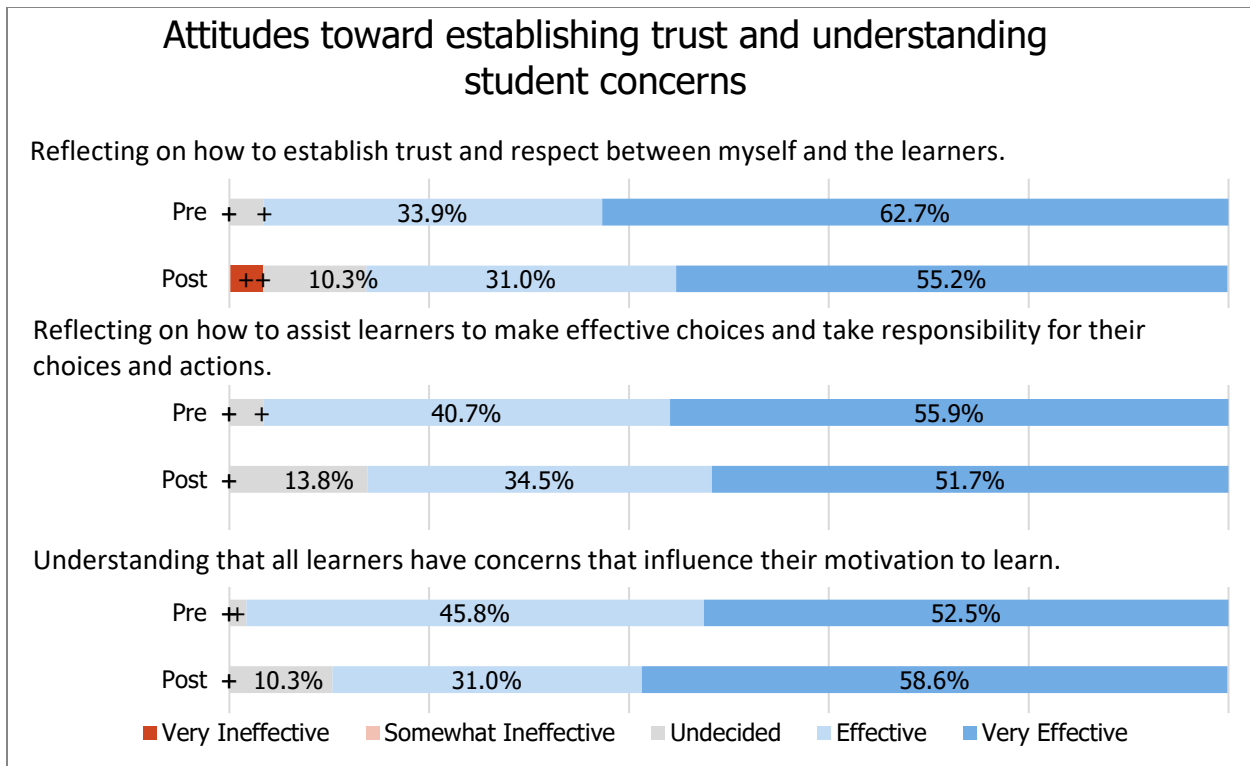 Attitudes toward establishing trust and understanding
student concerns
Reflecting on how to establish trust and respect between myself and the learners.
Pre + + 33.9% 62.7%
Post ++ 10.3% 31.0% 55.2%
Reflecting on how to assist learners to make effective choices and take responsibility for their
choices and actions.
Pre + + 40.7% 55.9%
Post + 13.8% 34.5% 51.7%
Understanding that all learners have concerns that influence their motivation to learn.
Pre ++ 45.8% 52.5%
Post + 10.3% 31.0% 58.6%
Very Ineffective Somewhat Ineffective Undecided Effective Very Effective